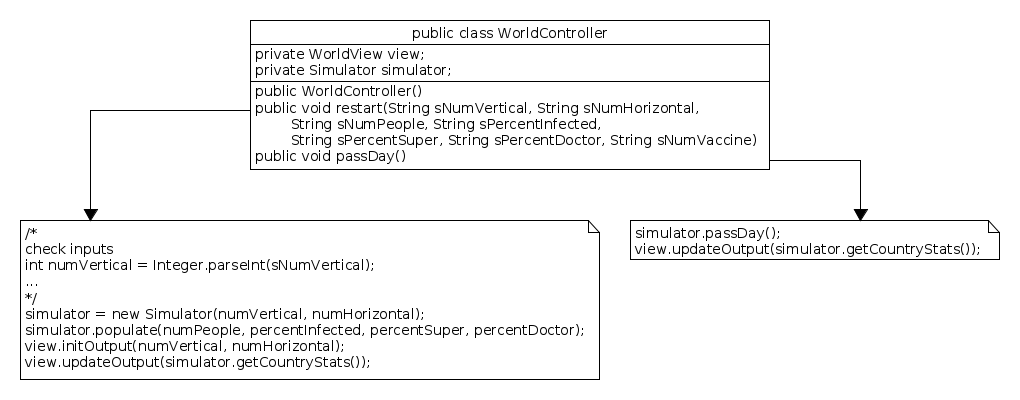 public class WorldController
private WorldView view;
private Simulator simulator;
public WorldController()
public void restart(String sNumVertical, String sNumHorizontal,
String sNumPeople, String sPercentInfected,
String sPercentSuper, String sPercentDoctor, String sNumVaccine)
public void passDay()
/*
check inputs
int numVertical = Integer.parseInt(sNumVertical);
...
*/
simulator = new Simulator(numVertical, numHorizontal);
simulator.populate(numPeople, percentInfected, percentSuper, percentDoctor);
view.initOutput(numVertical, numHorizontal);
view.updateOutput(simulator.getCountryStats());
simulator.passDay();
view.updateOutput(simulator.getCountryStats());